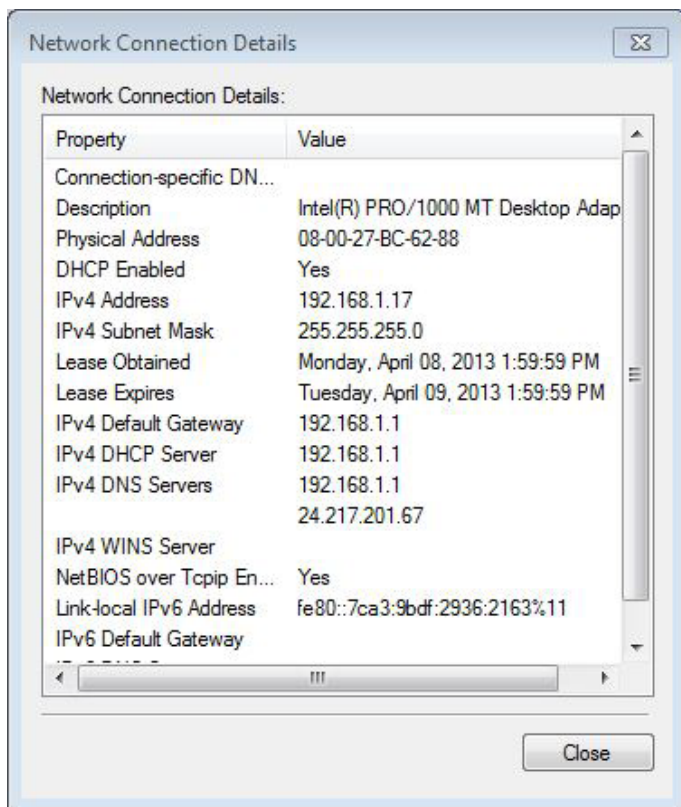 Network Connection Details
Network Connection Details:
Property Value
Connection-specific DN...
Description Intel(R) PRO/1000 MT Desktop Adap
Physical Address 08-00-27-BC-62-88
DHCP Enabled Yes
IPv4 Address 192.168.1.17
IPv4 Subnet Mask 255.255.255.0
Lease Obtained Monday, April 08, 2013 1:59:59 PM
Lease Expires Tuesday, April 09, 2013 1:59:59 PM
IPv4 Default Gateway 192.168.1.1
IPv4 DHCP Server 192.168.1.1
IPv4 DNS Servers 192.168.1.1
24.217.201.67
IPv4 WINS Server
NetBIOS over Tcpip En... Yes
Link-local IPv6 Address fe80::7ca3:9bdf:2936:2163%11
IPv6 Default Gateway
Close